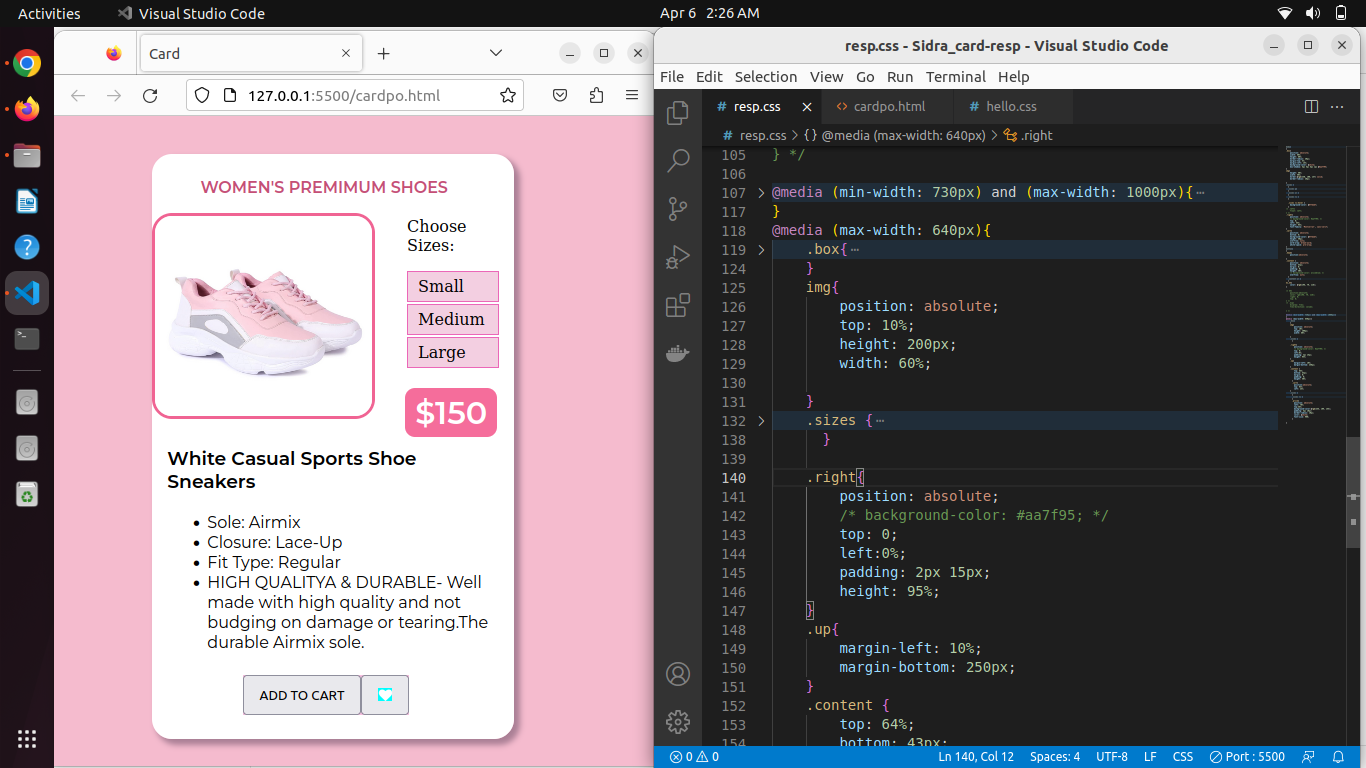 Activities
Visual Studio Code
Apr 6 2:26 AM
Card
127.0.0.1:5500/cardpo.html
WOMEN'S PREMIMUM SHOES
Choose
Sizes:
Small
Medium
Large
$150
White Casual Sports Shoe
Sneakers
Sole: Airmix
Closure: Lace-Up
Fit Type: Regular
HIGH QUALITYA & DURABLE- Well
made with high quality and not
budging on damage or tearing.The
durable Airmix sole.
ADD TO CART
resp.css - Sidra_card-resp - Visual Studio Code
File Edit Selection View Go Run Terminal Help
# resp.css
<> cardpo.html
# hello.css
# resp.css > {} @media (max-width: 640px) > .right
105 } */
106
107 @media (min-width: 730px) and (max-width: 1000px){⋯
117 }
118 @media (max-width: 640px){
119 .box{⋯
124 }
125 img{
126 position: absolute;
127 top: 10%;
128 height: 200px;
129 width: 60%;
130
131 }
132 .sizes {⋯
138 }
139
140 .right{
141 position: absolute;
142 /* background-color: #aa7f95; */
143 top: 0;
144 left:0%;
145 padding: 2px 15px;
146 height: 95%;
147 }
148 .up{
149 margin-left: 10%;
150 margin-bottom: 250px;
151 }
152 .content {
153 top: 64%;
154 bottom: 43px;
0 0
Ln 140, Col 12 Spaces: 4 UTF-8 LF CSS Port : 5500